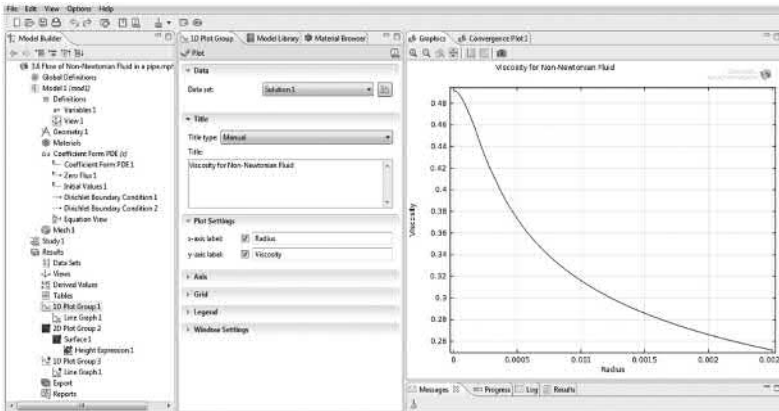 File Edit View Options Help
Model Builder
3.6 Flow of Non-Newtonian Fluid in a pipe.mph
Global Definitions
Model 1 (mod1)
Definitions
Variables 1
View 1
Geometry 1
Materials
Coefficient Form PDE (c)
Coefficient Form PDE 1
Zero Flux 1
Initial Values 1
Dirichlet Boundary Condition 1
Dirichlet Boundary Condition 2
Equation View
Mesh 1
Study 1
Results
Data Sets
Views
Derived Values
Tables
1D Plot Group 1
Line Graph 1
2D Plot Group 2
Surface 1
Height Expression 1
1D Plot Group 3
Line Graph 1
Export
Reports
1D Plot Group Model Library Material Browser
Plot
Data
Data set: Solution 1
Title
Title type: Manual
Title:
Viscosity for Non-Newtonian Fluid
Plot Settings
x-axis label: Radius
y-axis label: Viscosity
Axis
Grid
Legend
Window Settings
Graphics Convergence Plot 1
Viscosity for Non-Newtonian Fluid
0.48
0.46
0.44
0.42
0.4
0.38
0.36
0.34
0.32
0.3
0.28
0.26
Viscosity
0 0.0005 0.001 0.0015 0.002 0.002
Radius
Messages Progress Log Results